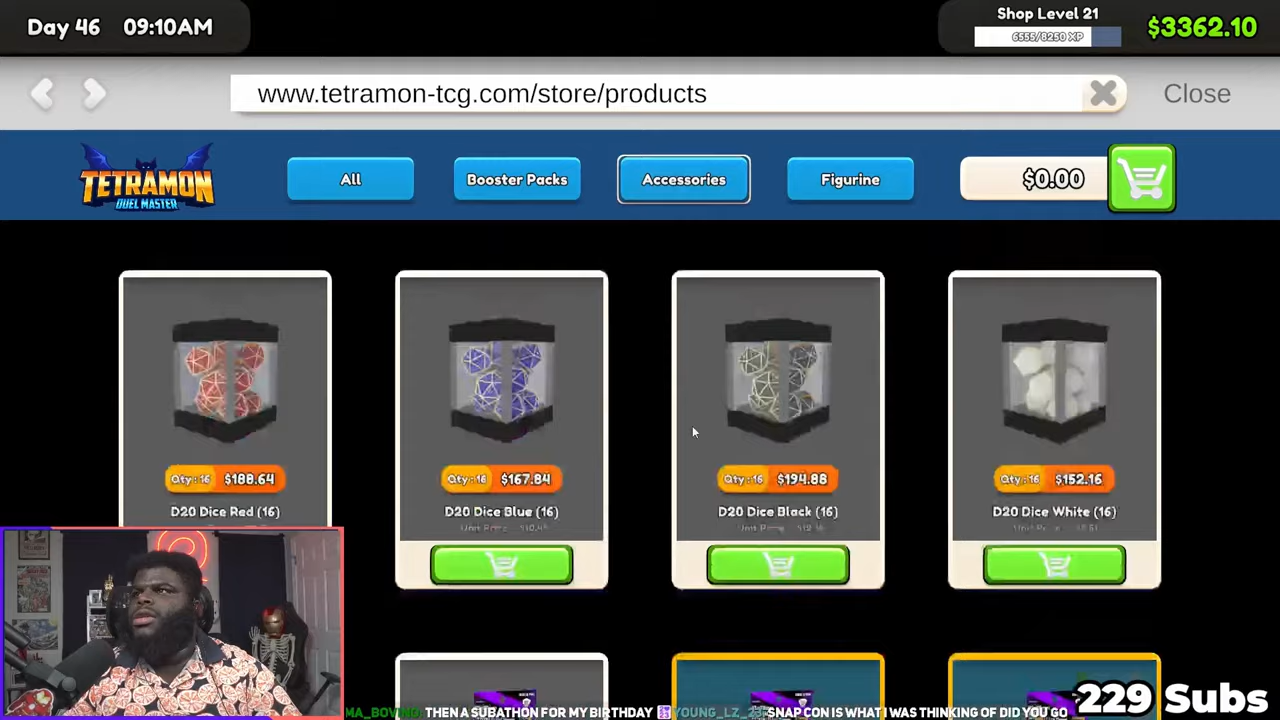 Day 46 09:10AM
Shop Level 21
6555/8250 XP
$3362.10
www.tetramon-tcg.com/store/products
Close
TETRAMON
DUEL MASTER
All
Booster Packs
Accessories
Figurine
$0.00
Qty:16 $188.64
Qty:16 $167.84
Qty:16 $194.88
Qty:16 $152.16
D20 Dice Red (16)
D20 Dice Blue (16)
D20 Dice Black (16)
D20 Dice White (16)
229 Subs
MA_BOVINO: THEN A SUBATHON FOR MY BIRTHDAY
SNAP CON IS WHAT I WAS THINKING OF DID YOU GO